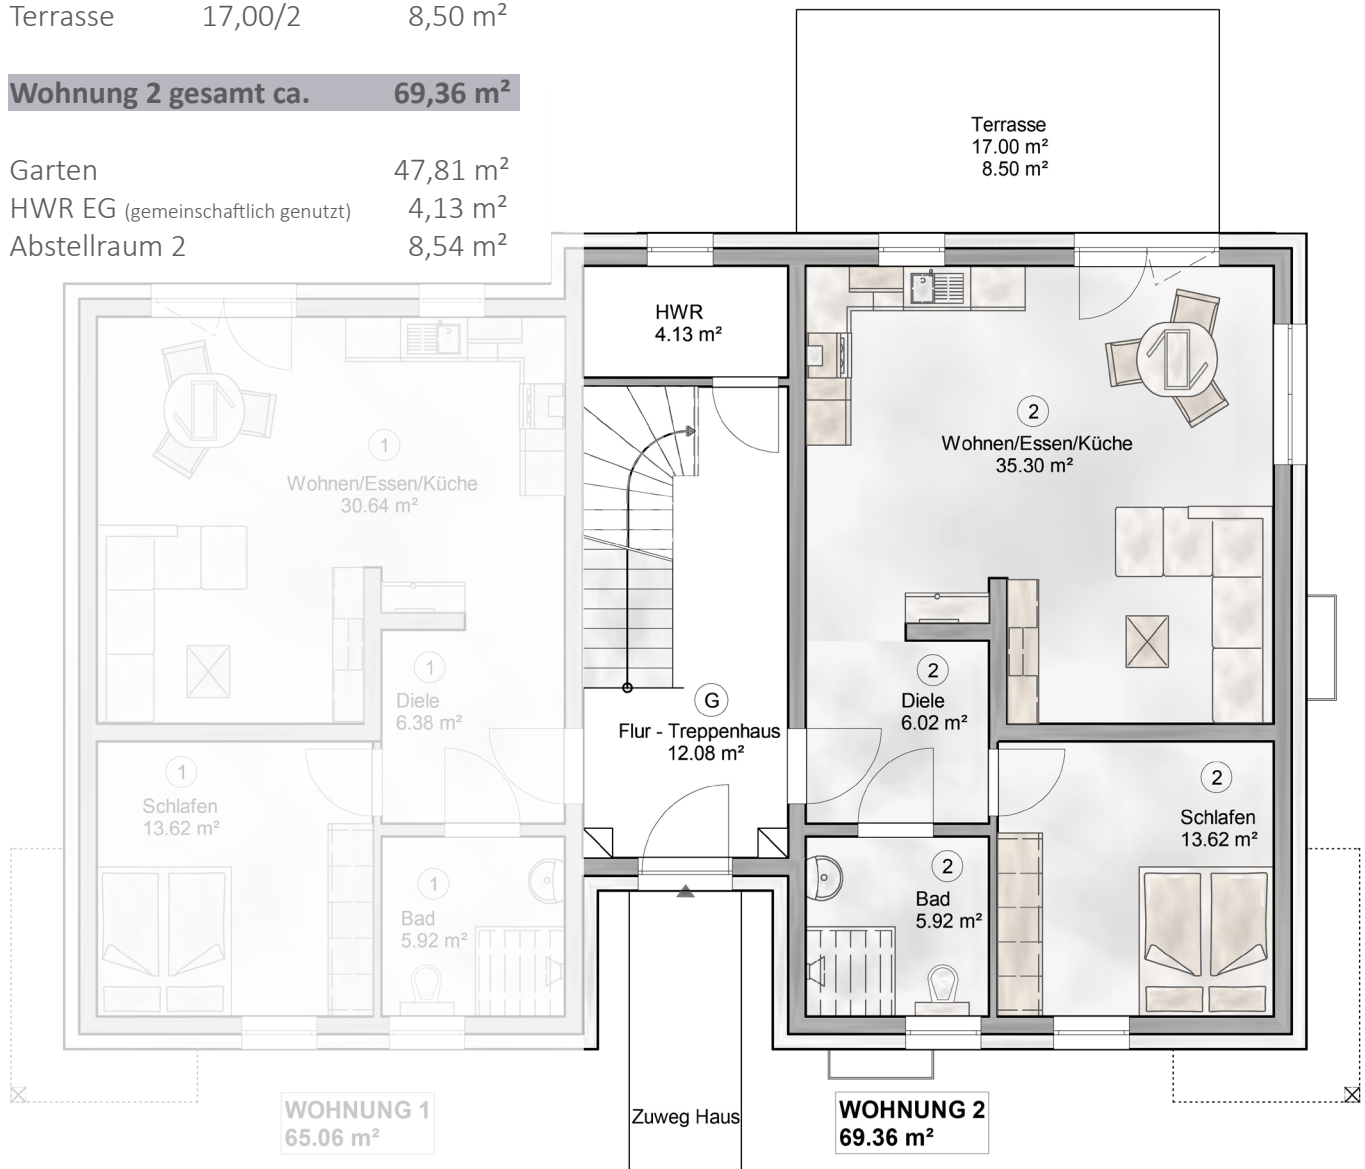 Terrasse 17,00/2 8,50 m²
Wohnung 2 gesamt ca. 69,36 m²
Garten 47,81 m²
HWR EG (gemeinschaftlich genutzt) 4,13 m²
Abstellraum 2 8,54 m²
Terrasse
17.00 m²
8.50 m²
HWR
4.13 m²
2
Wohnen/Essen/Küche
35.30 m²
1
Wohnen/Essen/Küche
30.64 m²
1
Diele
6.38 m²
G
Flur - Treppenhaus
12.08 m²
2
Diele
6.02 m²
1
Schlafen
13.62 m²
2
Schlafen
13.62 m²
1
Bad
5.92 m²
2
Bad
5.92 m²
WOHNUNG 1
65.06 m²
Zuweg Haus
WOHNUNG 2
69.36 m²